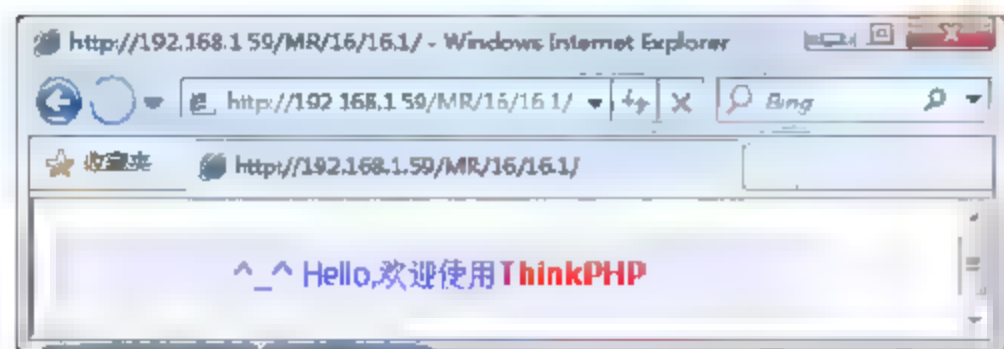 http://192.168.1.59/MR/16/16.1/ - Windows Internet Explorer
http://192.168.1.59/MR/16/16.1/
Bing
收藏夹
http://192.168.1.59/MR/16/16.1/
^_^ Hello,欢迎使用ThinkPHP